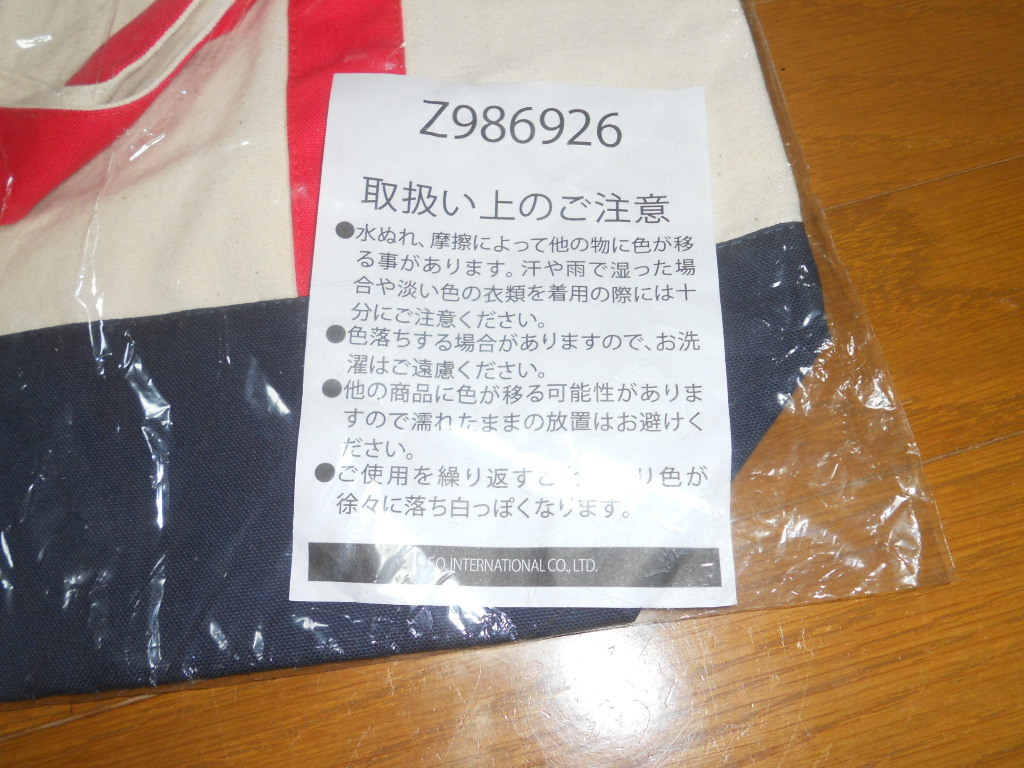 Z986926
取扱い上のご注意
●水ぬれ、摩擦によって他の物に色が移
る事があります。汗や雨で湿った場
合や淡い色の衣類を着用の際には十
分にご注意ください。
●色落ちする場合がありますので、お洗
濯はご遠慮ください。
●他の商品に色が移る可能性がありま
すので濡れたままの放置はお避けく
ださい。
●ご使用を繰り返すこ り色が
徐々に落ち白っぽくなります。
INTERNATIONAL CO., LTD.